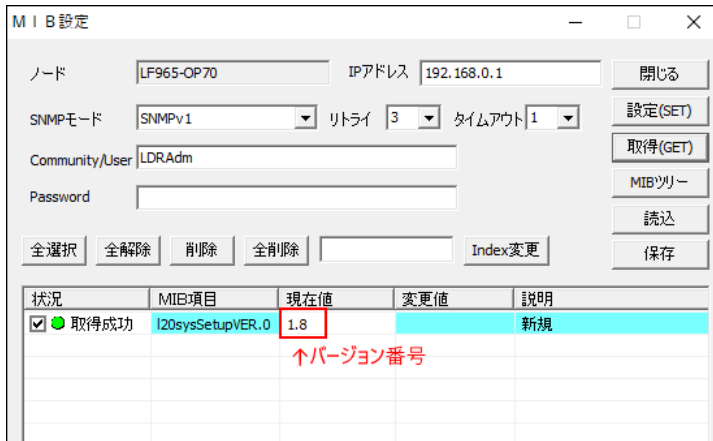 MIB設定
ノード LF965-OP70 IPアドレス 192.168.0.1 閉じる
SNMPモード SNMPv1 リトライ 3 タイムアウト 1 設定(SET)
取得(GET)
Community/User LDRAdm
MIBツリー
Password
読込
全選択 全解除 削除 全削除 Index変更 保存
状況 MIB項目 現在値 変更値 説明
取得成功 l20sysSetupVER.0 1.8 新規
↑バージョン番号